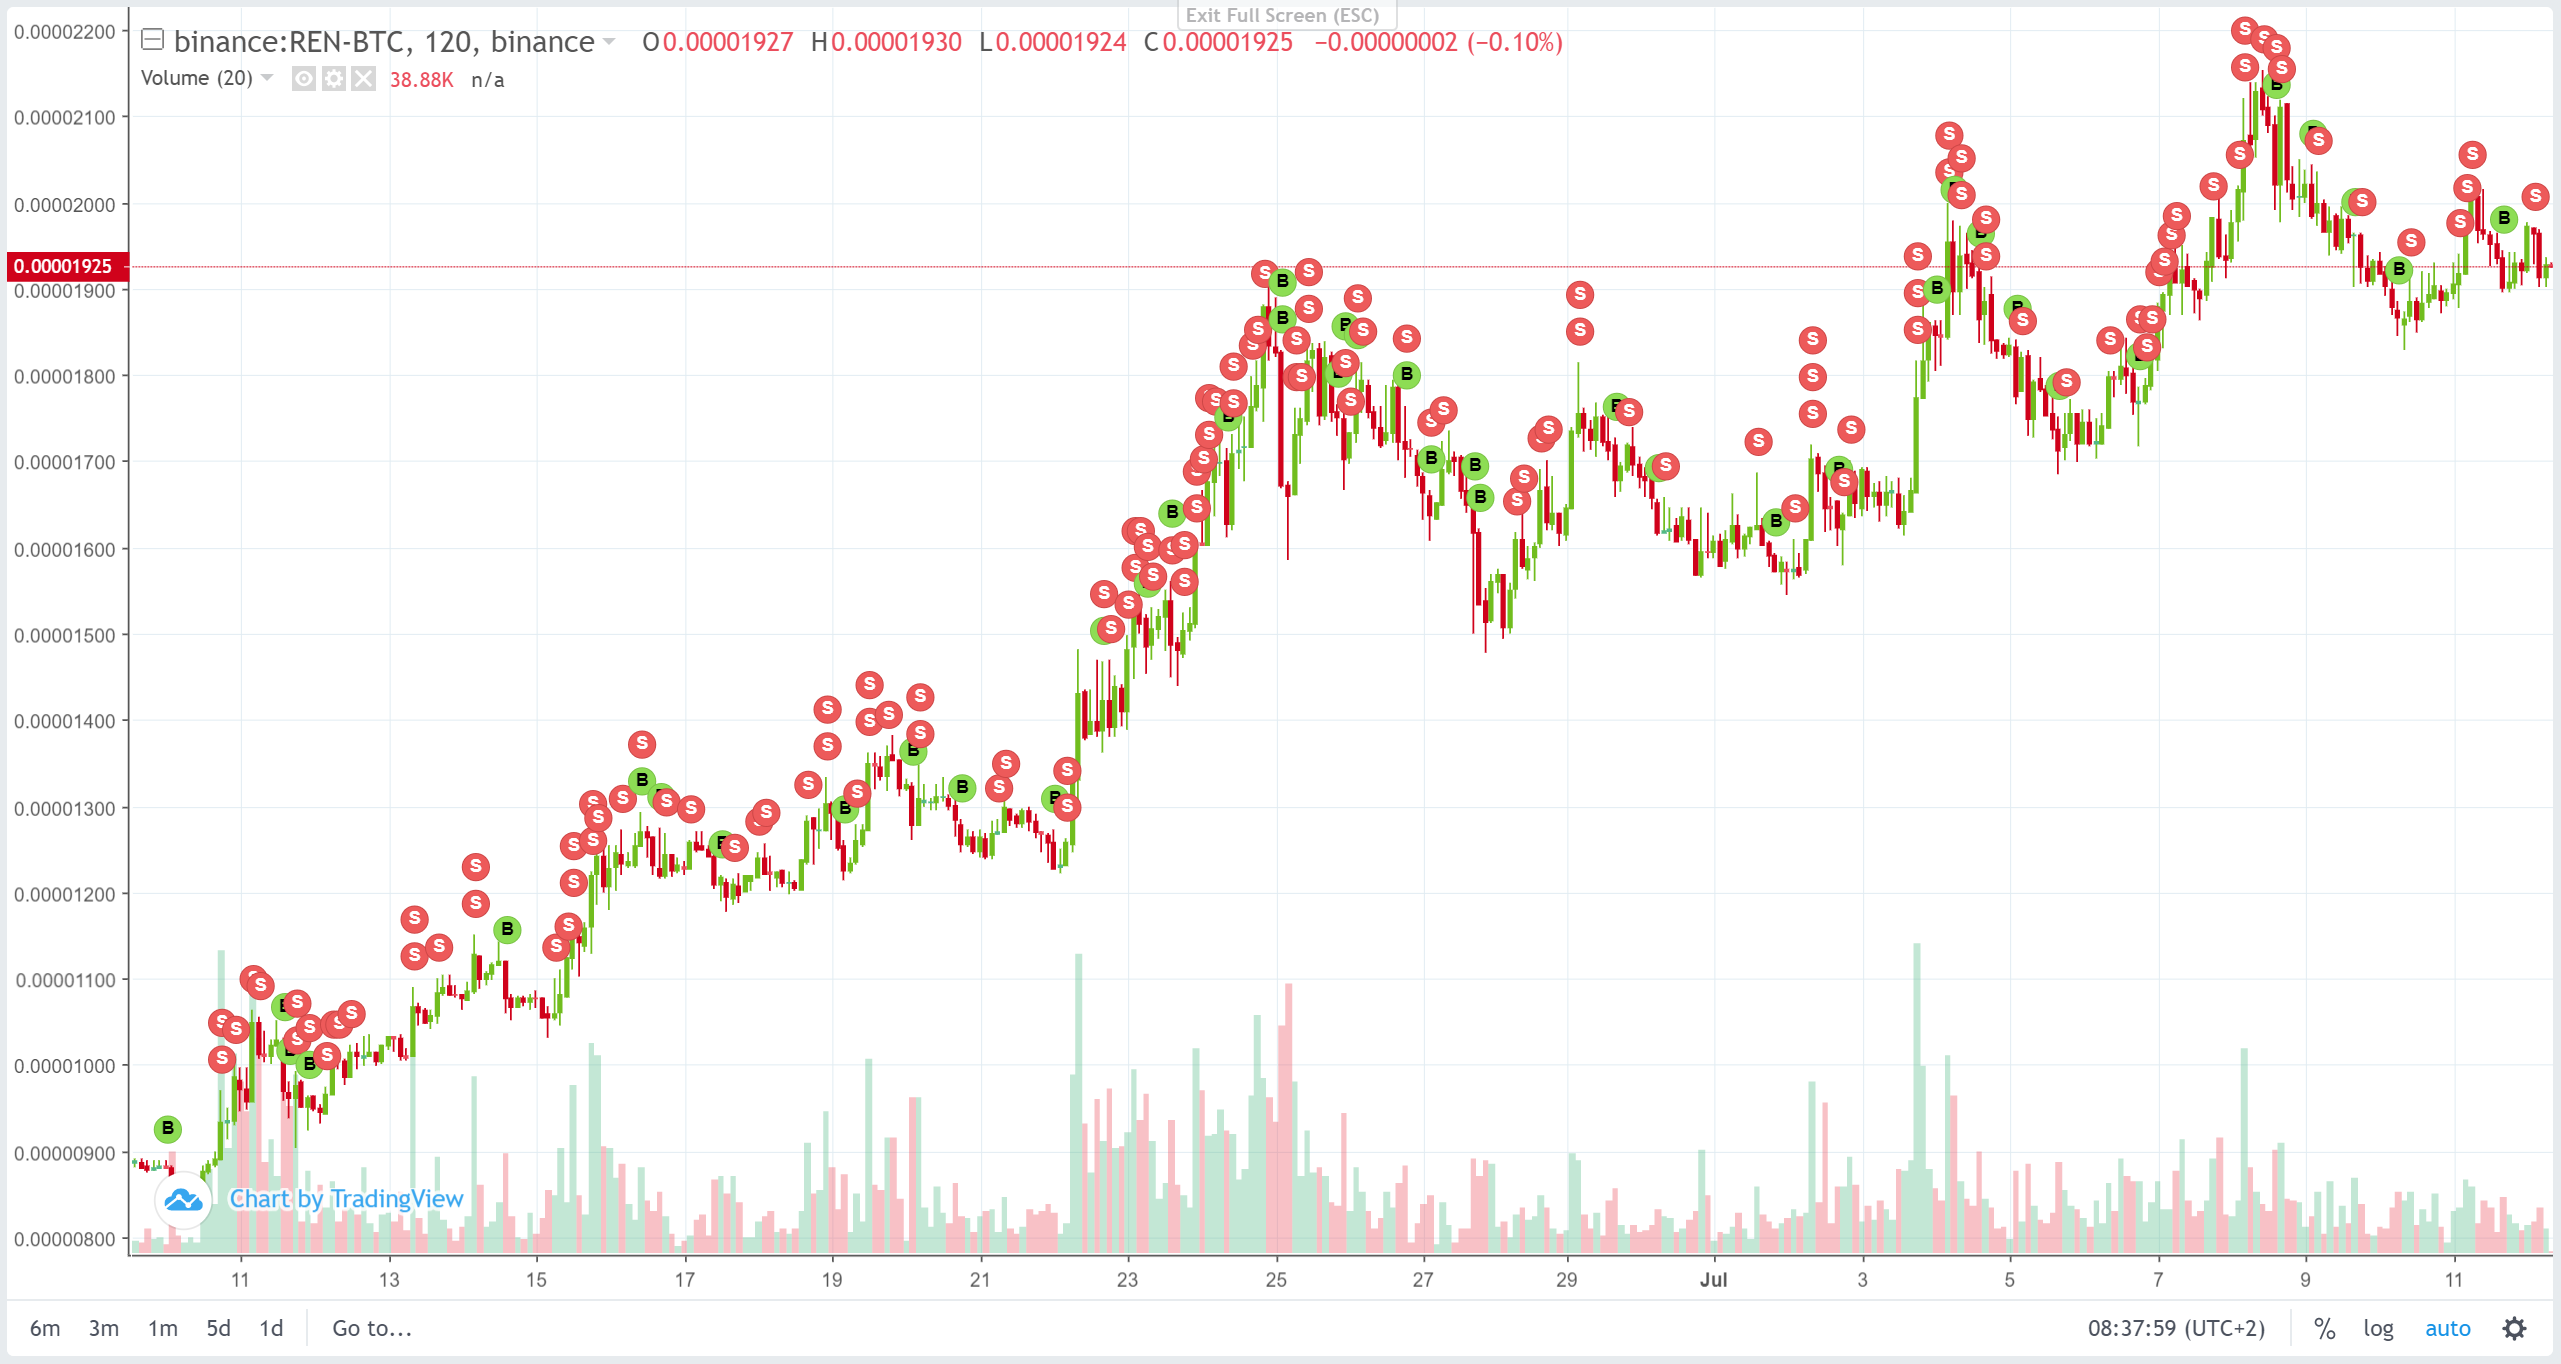 Exit Full Screen (ESC)
binance:REN-BTC, 120, binance O0.00001927 H0.00001930 L0.00001924 C0.00001925 −0.00000002 (−0.10%)
Volume (20) 38.88K n/a
0.00002200
0.00002100
0.00002000
0.00001925
0.00001900
0.00001800
0.00001700
0.00001600
0.00001500
0.00001400
0.00001300
0.00001200
0.00001100
0.00001000
0.00000900
0.00000800
Chart by TradingView
11 13 15 17 19 21 23 25 27 29 Jul 3 5 7 9 11
6m 3m 1m 5d 1d Go to... 08:37:59 (UTC+2) % log auto